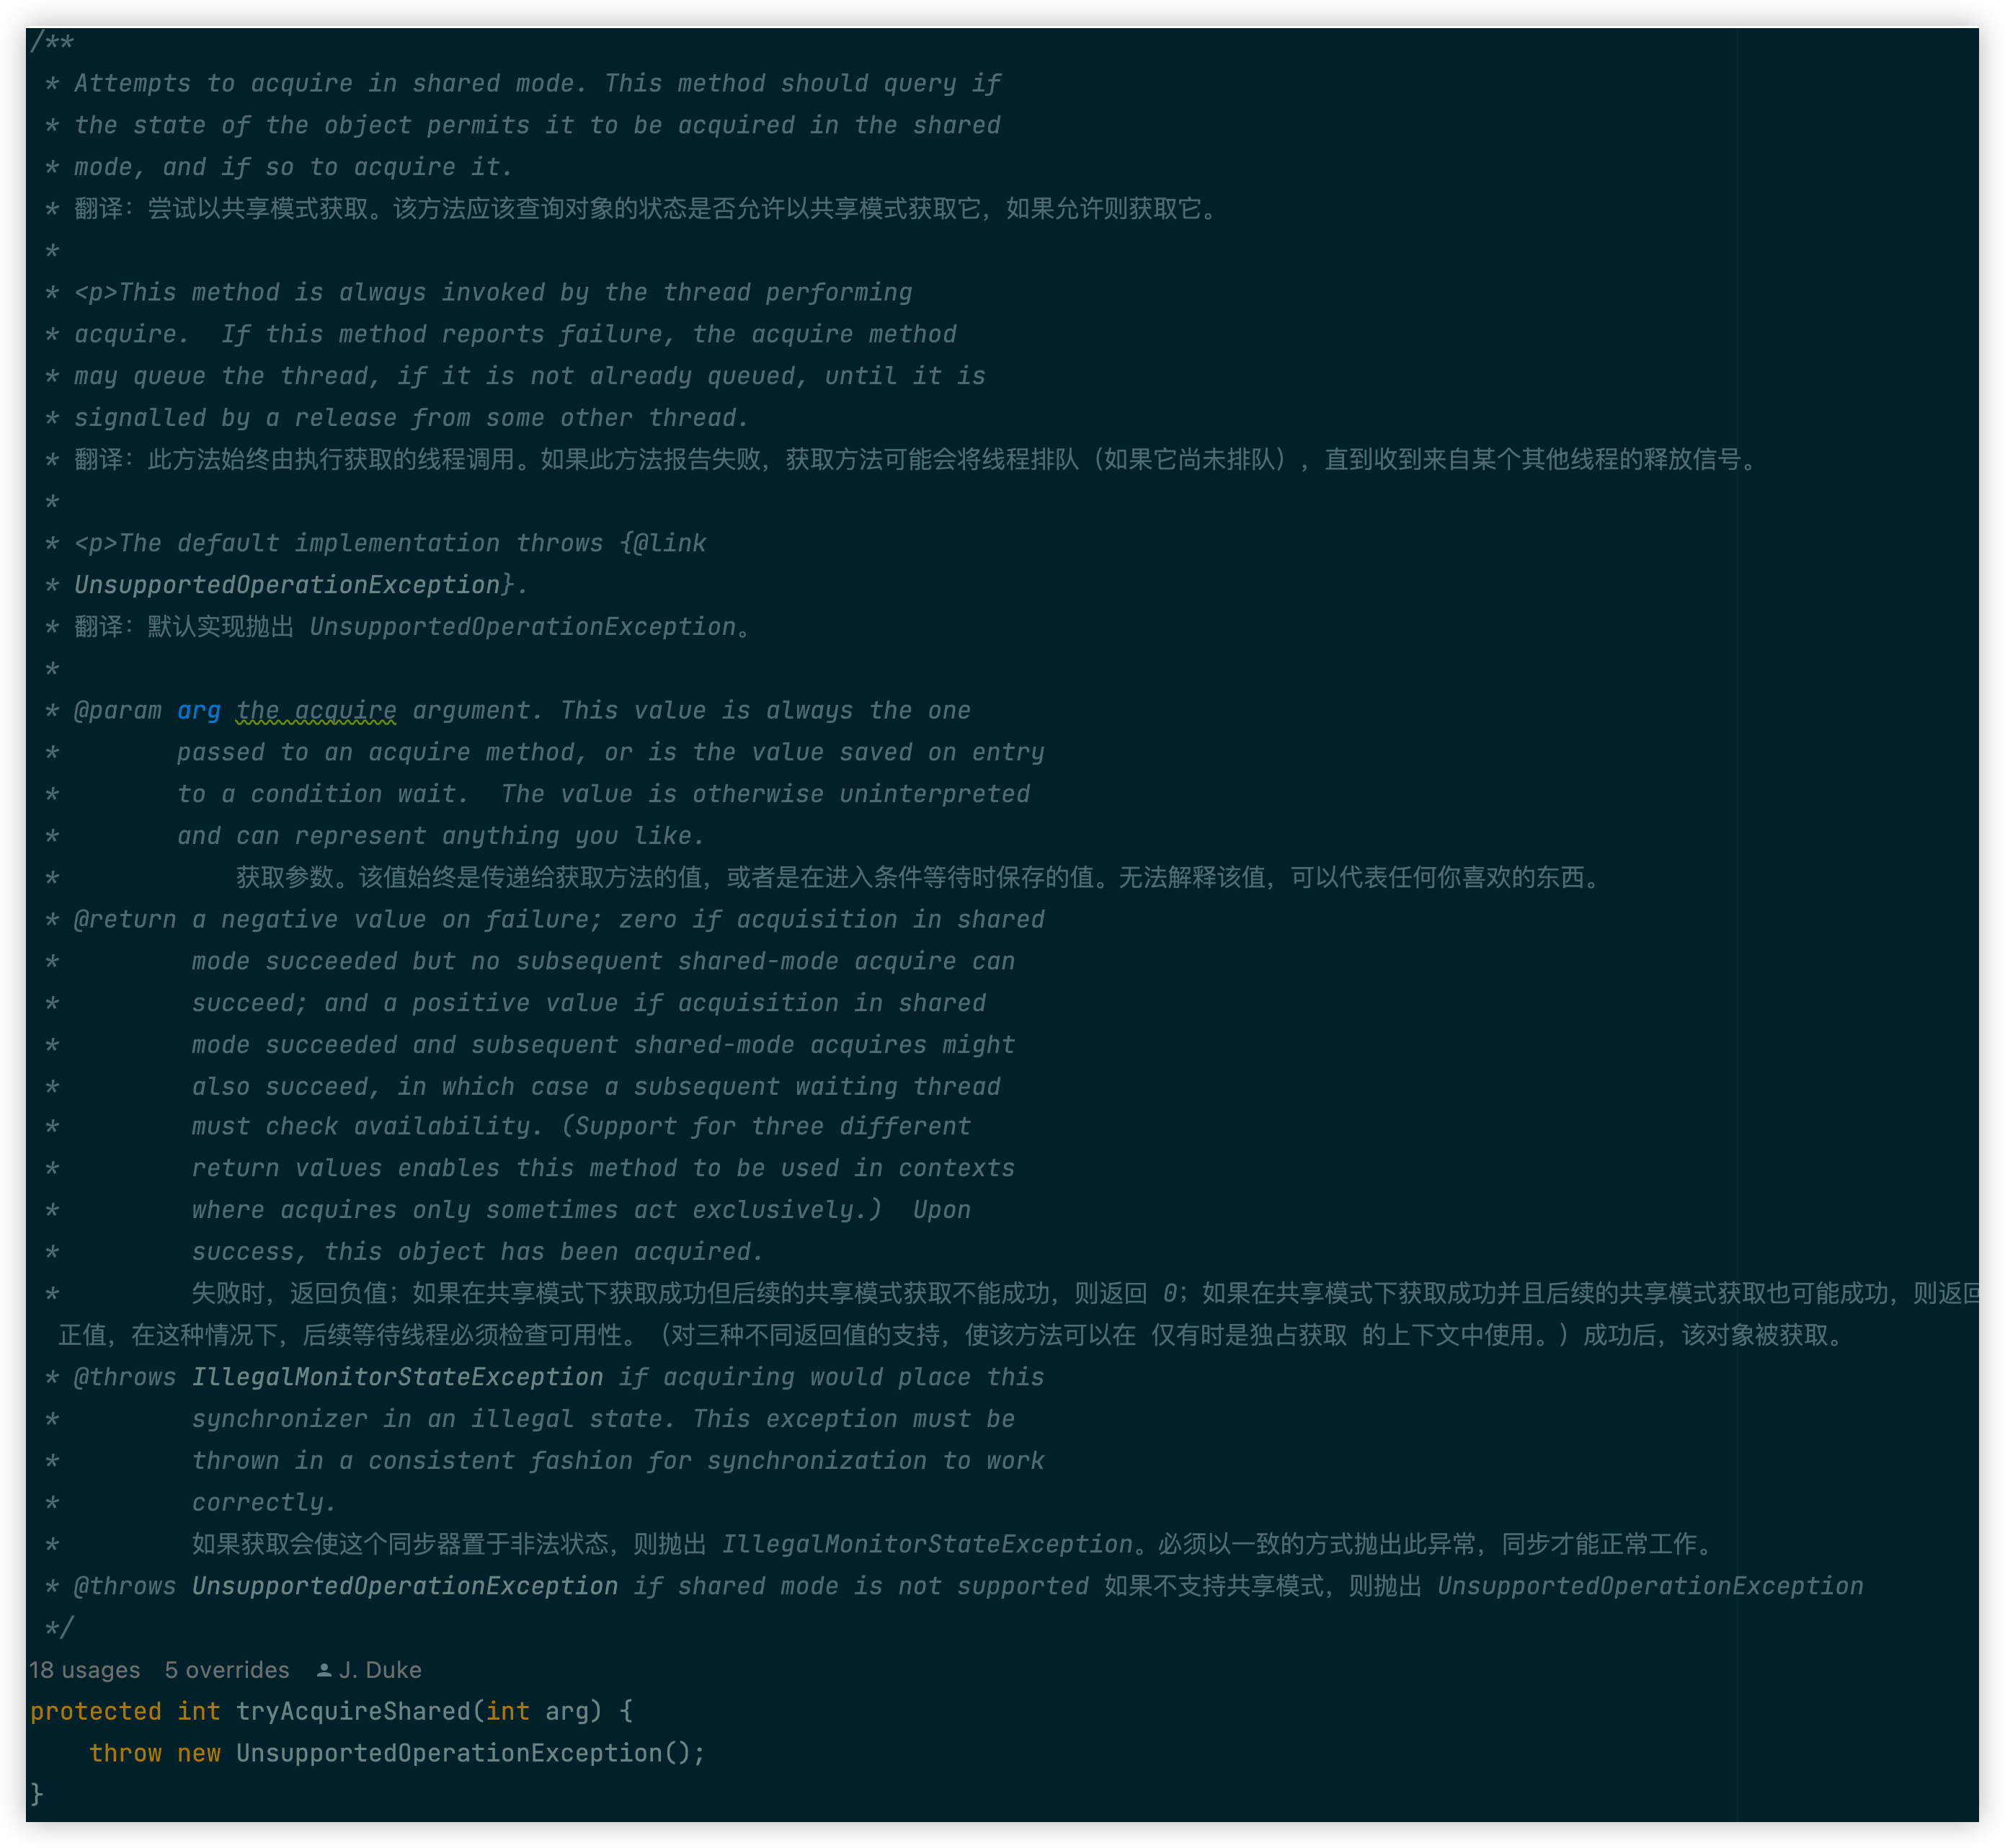 /**
 * Attempts to acquire in shared mode. This method should query if
 * the state of the object permits it to be acquired in the shared
 * mode, and if so to acquire it.
 * 翻译：尝试以共享模式获取。该方法应该查询对象的状态是否允许以共享模式获取它，如果允许则获取它。
 *
 * <p>This method is always invoked by the thread performing
 * acquire.  If this method reports failure, the acquire method
 * may queue the thread, if it is not already queued, until it is
 * signalled by a release from some other thread.
 * 翻译：此方法始终由执行获取的线程调用。如果此方法报告失败，获取方法可能会将线程排队（如果它尚未排队），直到收到来自某个其他线程的释放信号。
 *
 * <p>The default implementation throws {@link
 * UnsupportedOperationException}.
 * 翻译：默认实现抛出 UnsupportedOperationException。
 *
 * @param arg the acquire argument. This value is always the one
 *        passed to an acquire method, or is the value saved on entry
 *        to a condition wait.  The value is otherwise uninterpreted
 *        and can represent anything you like.
 *            获取参数。该值始终是传递给获取方法的值，或者是在进入条件等待时保存的值。无法解释该值，可以代表任何你喜欢的东西。
 * @return a negative value on failure; zero if acquisition in shared
 *         mode succeeded but no subsequent shared-mode acquire can
 *         succeed; and a positive value if acquisition in shared
 *         mode succeeded and subsequent shared-mode acquires might
 *         also succeed, in which case a subsequent waiting thread
 *         must check availability. (Support for three different
 *         return values enables this method to be used in contexts
 *         where acquires only sometimes act exclusively.)  Upon
 *         success, this object has been acquired.
 *         失败时，返回负值；如果在共享模式下获取成功但后续的共享模式获取不能成功，则返回 0；如果在共享模式下获取成功并且后续的共享模式获取也可能成功，则返回
 正值，在这种情况下，后续等待线程必须检查可用性。（对三种不同返回值的支持，使该方法可以在 仅有时是独占获取 的上下文中使用。）成功后，该对象被获取。
 * @throws IllegalMonitorStateException if acquiring would place this
 *         synchronizer in an illegal state. This exception must be
 *         thrown in a consistent fashion for synchronization to work
 *         correctly.
 *         如果获取会使这个同步器置于非法状态，则抛出 IllegalMonitorStateException。必须以一致的方式抛出此异常，同步才能正常工作。
 * @throws UnsupportedOperationException if shared mode is not supported 如果不支持共享模式，则抛出 UnsupportedOperationException
 */
18 usages   5 overrides   J. Duke
protected int tryAcquireShared(int arg) {
    throw new UnsupportedOperationException();
}